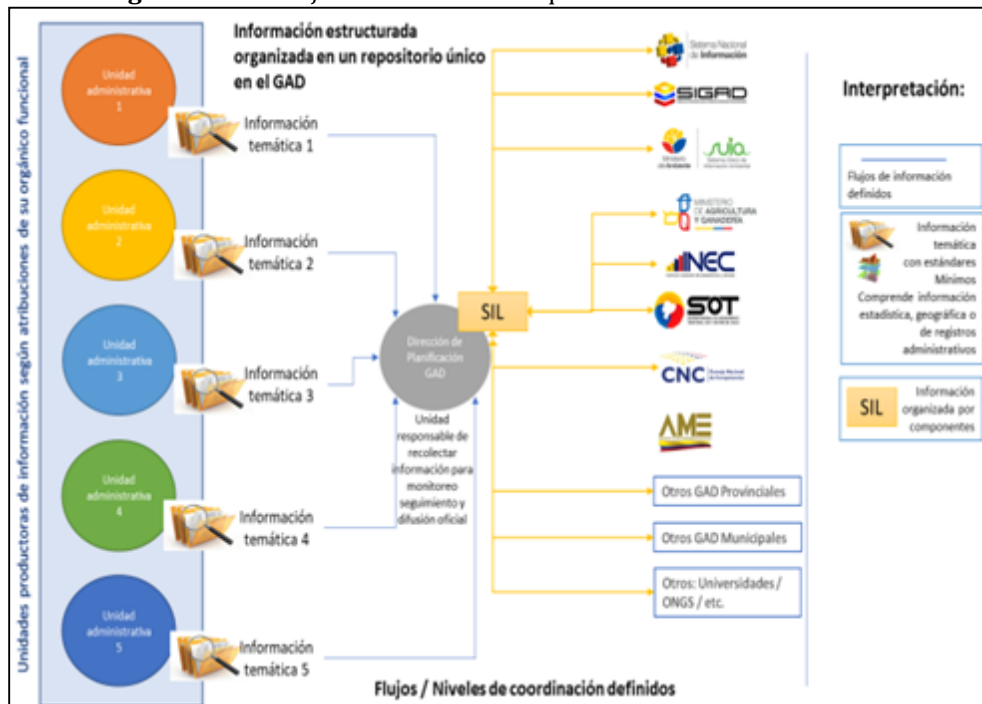 Unidades productoras de información según atribuciones de su orgánico funcional
Unidad
administrativa
1
Unidad
administrativa
2
Unidad
administrativa
3
Unidad
administrativa
4
Unidad
administrativa
5
Información estructurada
organizada en un repositorio único
en el GAD
Información
temática 1
Información
temática 2
Información
temática 3
Información
temática 4
Información
temática 5
Dirección de
Planificación
GAD
SIL
Unidad
responsable de
recolectar
información para
monitoreo
seguimiento y
difusión oficial
Sistema Nacional
de Información
SIGAD
Ministerio
de Ambiente
suia
MINISTERIO
DE AGRICULTURA
Y GANADERÍA
INEC
SOT
CNC
AME
Otros GAD Provinciales
Otros GAD Municipales
Otros: Universidades /
ONGS / etc.
Flujos / Niveles de coordinación definidos
Interpretación:
Flujos de información
definidos
Información
temática
con estándares
Mínimos
Comprende información
estadística, geográfica o
de registros
administrativos
SIL
Información
organizada por
componentes